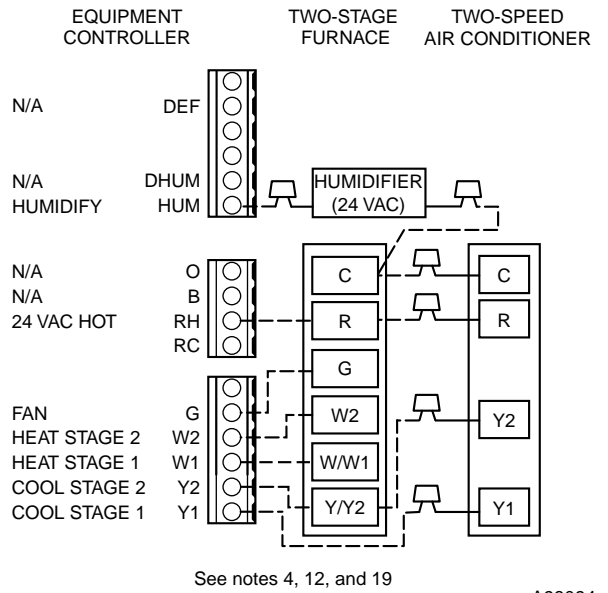 EQUIPMENT CONTROLLER
TWO-STAGE FURNACE
TWO-SPEED AIR CONDITIONER
N/A DEF
N/A DHUM
HUMIDIFY HUM
HUMIDIFIER (24 VAC)
N/A O
N/A B
24 VAC HOT RH
RC
C
R
G
W2
W/W1
Y/Y2
C
R
Y2
Y1
FAN G
HEAT STAGE 2 W2
HEAT STAGE 1 W1
COOL STAGE 2 Y2
COOL STAGE 1 Y1
See notes 4, 12, and 19